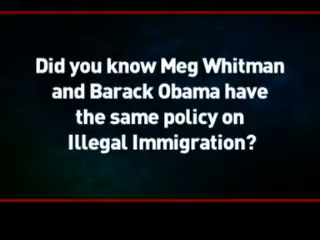 Did you know Meg Whitman
and Barack Obama have
the same policy on
Illegal Immigration?